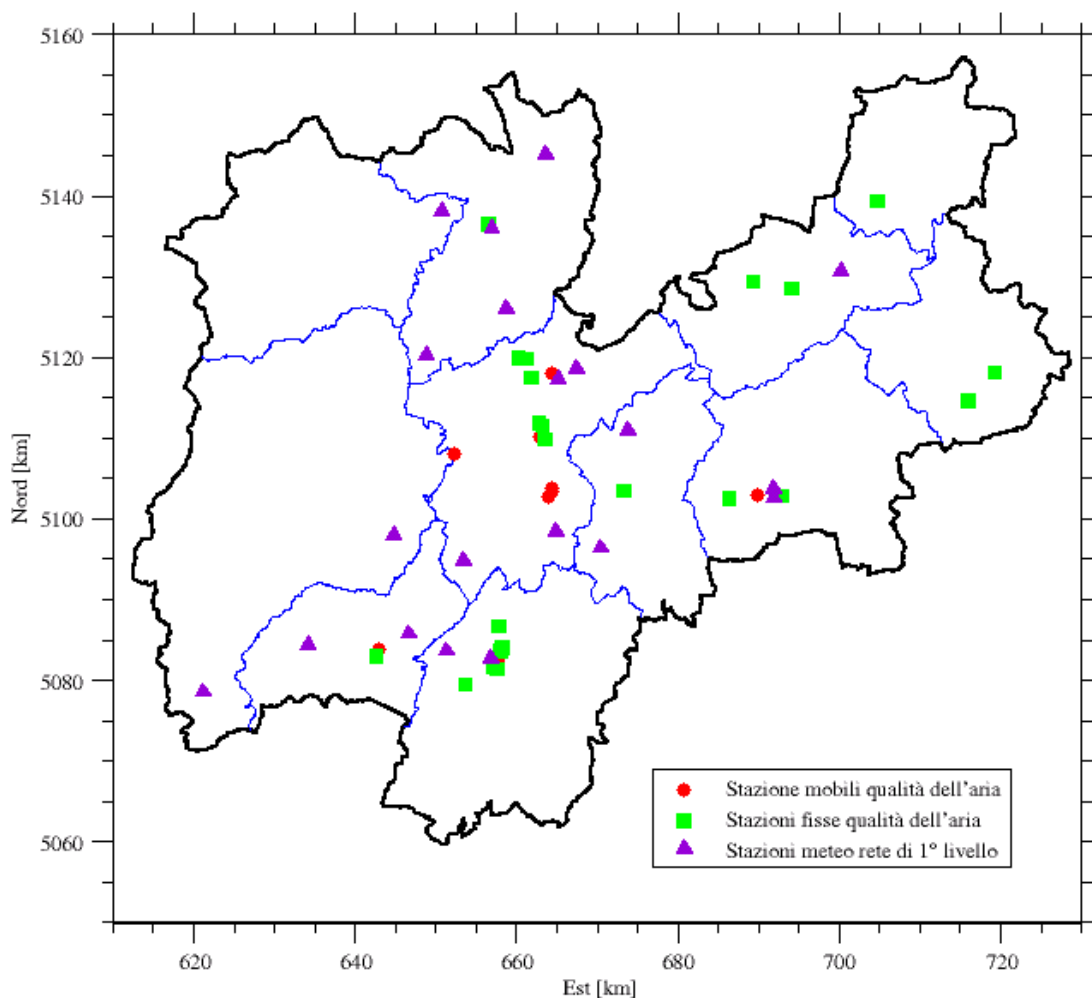 5160
5140
5120
5100
5080
5060
Nord [km]
Stazione mobili qualità dell'aria
Stazioni fisse qualità dell'aria
Stazioni meteo rete di 1° livello
620 640 660 680 700 720
Est [km]